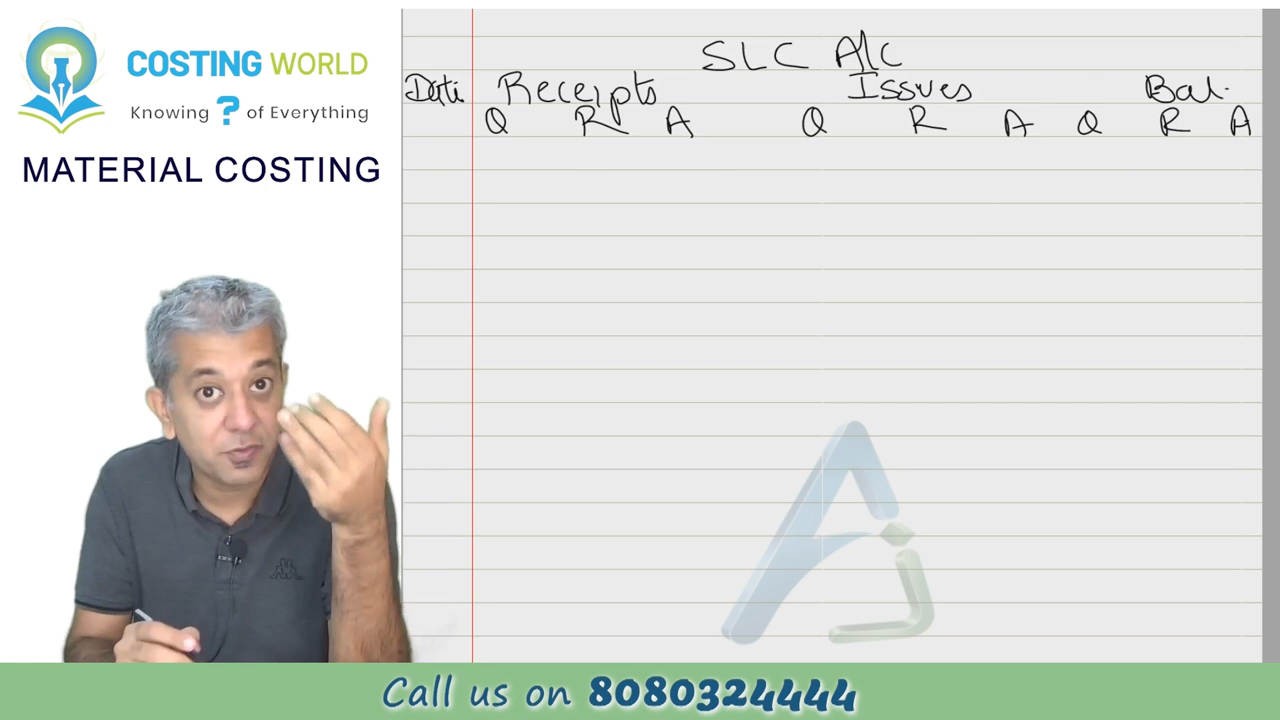 COSTING WORLD
Knowing ? of Everything
MATERIAL COSTING
SLC A/C
Date Receipts Issues Bal.
Q R A Q R A Q R A
Call us on 8080324444